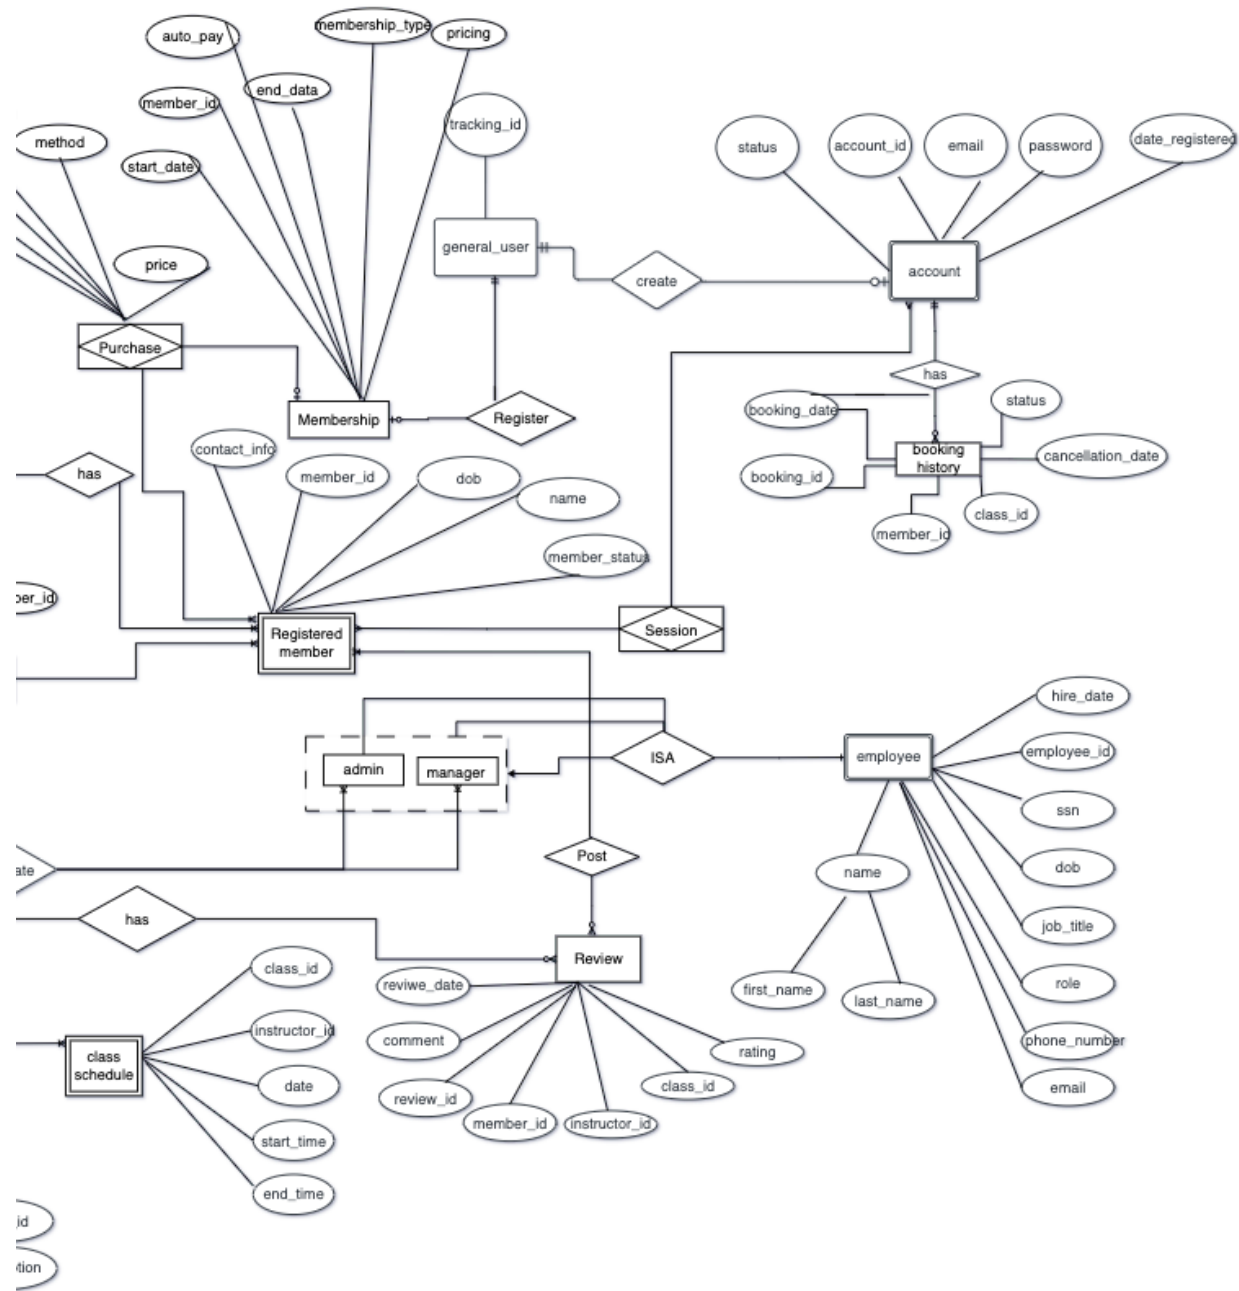 membership_type
auto_pay
pricing
end_data
member_id
tracking_id
method
start_date
status
account_id
email
password
date_registered
general_user
price
account
create
Purchase
has
Membership
Register
booking_date
status
contact_info
booking
history
cancellation_date
has
member_id
dob
booking_id
name
class_id
member_id
member_status
Session
Registered
member
hire_date
employee_id
admin
manager
ISA
employee
ssn
Post
name
dob
has
job_title
Review
class_id
reviwe_date
first_name
last_name
role
instructor_id
comment
rating
phone_number
class
schedule
date
review_id
class_id
email
member_id
instructor_id
start_time
end_time